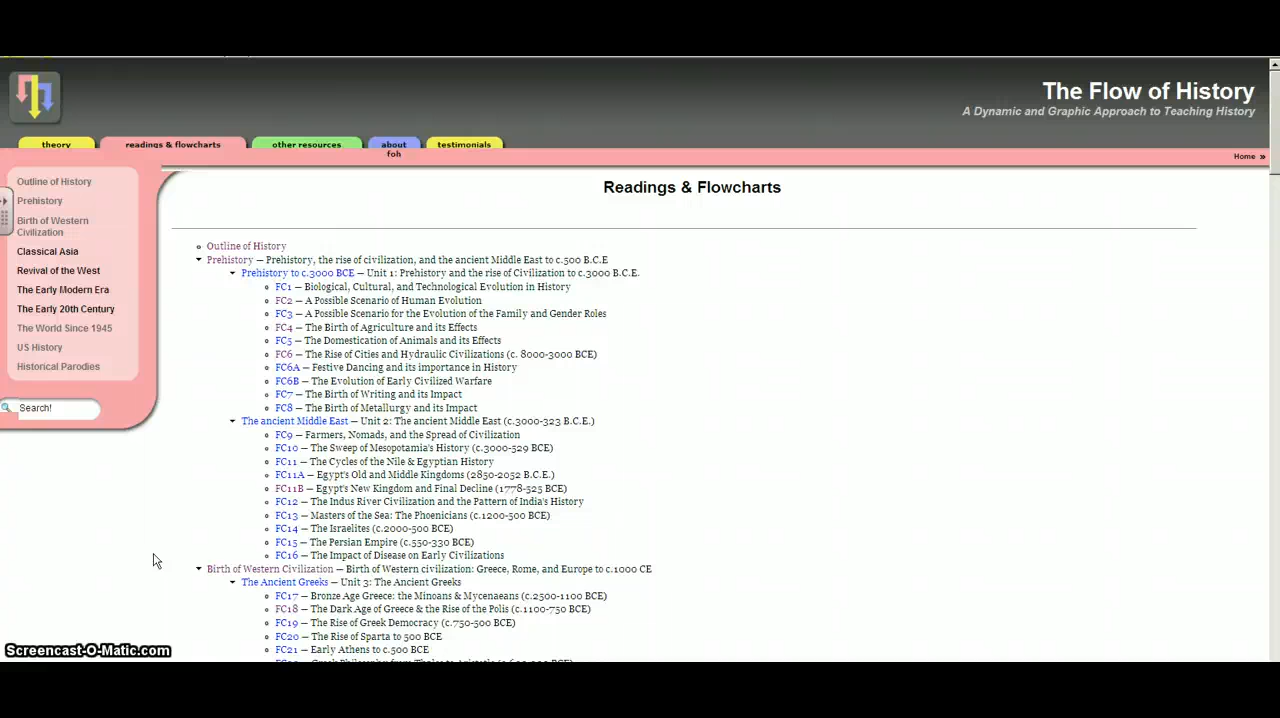 The Flow of History
A Dynamic and Graphic Approach to Teaching History
theory
readings & flowcharts
other resources
about
foh
testimonials
Home »
Outline of History
Prehistory
Birth of Western
Civilization
Classical Asia
Revival of the West
The Early Modern Era
The Early 20th Century
The World Since 1945
US History
Historical Parodies
Search!
Readings & Flowcharts
Outline of History
Prehistory — Prehistory, the rise of civilization, and the ancient Middle East to c.500 B.C.E
Prehistory to c.3000 BCE — Unit 1: Prehistory and the rise of Civilization to c.3000 B.C.E.
FC1 — Biological, Cultural, and Technological Evolution in History
FC2 — A Possible Scenario of Human Evolution
FC3 — A Possible Scenario for the Evolution of the Family and Gender Roles
FC4 — The Birth of Agriculture and its Effects
FC5 — The Domestication of Animals and its Effects
FC6 — The Rise of Cities and Hydraulic Civilizations (c. 8000-3000 BCE)
FC6A — Festive Dancing and its importance in History
FC6B — The Evolution of Early Civilized Warfare
FC7 — The Birth of Writing and its Impact
FC8 — The Birth of Metallurgy and its Impact
The ancient Middle East — Unit 2: The ancient Middle East (c.3000-323 B.C.E.)
FC9 — Farmers, Nomads, and the Spread of Civilization
FC10 — The Sweep of Mesopotamia's History (c.3000-529 BCE)
FC11 — The Cycles of the Nile & Egyptian History
FC11A — Egypt's Old and Middle Kingdoms (2850-2052 B.C.E.)
FC11B — Egypt's New Kingdom and Final Decline (1778-525 BCE)
FC12 — The Indus River Civilization and the Pattern of India's History
FC13 — Masters of the Sea: The Phoenicians (c.1200-500 BCE)
FC14 — The Israelites (c.2000-500 BCE)
FC15 — The Persian Empire (c.550-330 BCE)
FC16 — The Impact of Disease on Early Civilizations
Birth of Western Civilization — Birth of Western civilization: Greece, Rome, and Europe to c.1000 CE
The Ancient Greeks — Unit 3: The Ancient Greeks
FC17 — Bronze Age Greece: the Minoans & Mycenaeans (c.2500-1100 BCE)
FC18 — The Dark Age of Greece & the Rise of the Polis (c.1100-750 BCE)
FC19 — The Rise of Greek Democracy (c.750-500 BCE)
FC20 — The Rise of Sparta to 500 BCE
FC21 — Early Athens to c.500 BCE
Screencast-O-Matic.com